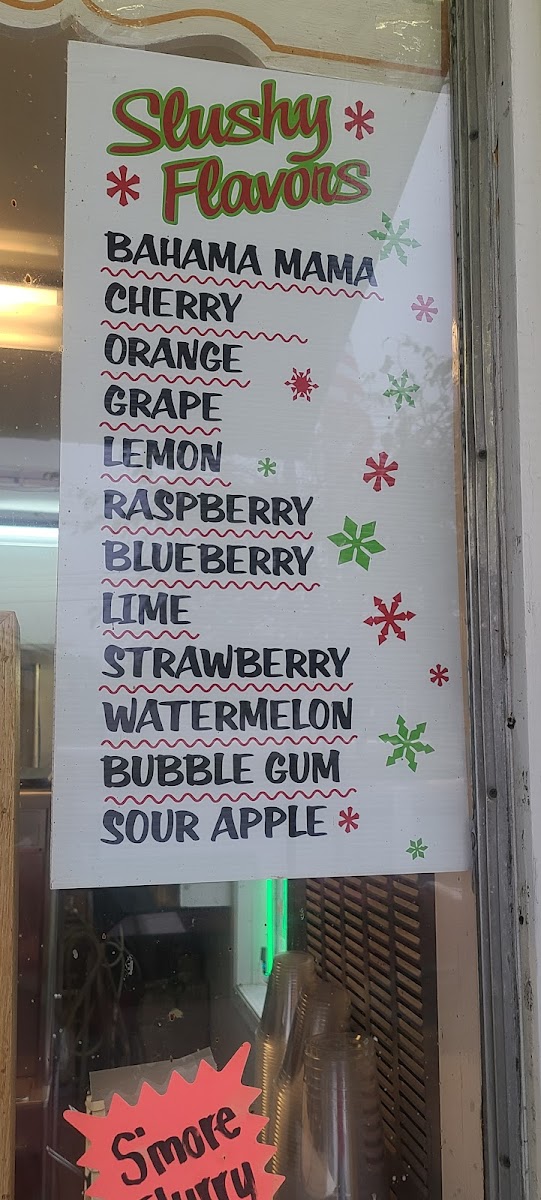 Slushy
Flavors
BAHAMA MAMA
CHERRY
ORANGE
GRAPE
LEMON
RASPBERRY
BLUEBERRY
LIME
STRAWBERRY
WATERMELON
BUBBLE GUM
SOUR APPLE
S'more